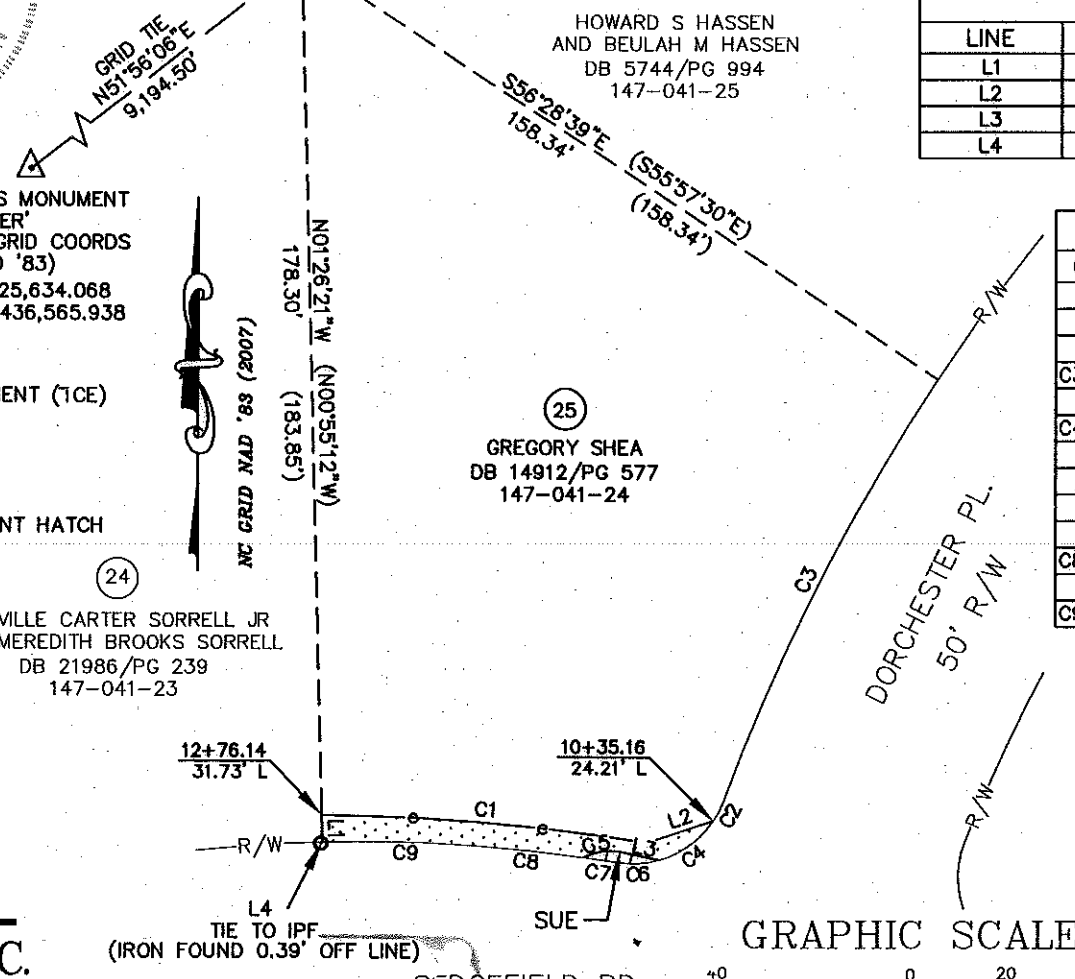 HOWARD S HASSEN
AND BEULAH M HASSEN
DB 5744/PG 994
147-041-25
LINE
L1
L2
L3
L4
GRID TIE
N51°56'06"E
9,194.50'
S56°28'39"E
158.34'
(S55°57'30"E)
(158.34')
S MONUMENT
ER'
GRID COORDS
'83)
25,634.068
436,565.938
ENT (TCE)
NT HATCH
NC GRID NAD '83 (2007)
N01°26'21"W
178.30'
(N00°55'12"W)
(183.85')
R/W
25
GREGORY SHEA
DB 14912/PG 577
147-041-24
24
VILLE CARTER SORRELL JR
MEREDITH BROOKS SORRELL
DB 21986/PG 239
147-041-23
C3
DORCHESTER PL.
50' R/W
C4
C8
C9
12+76.14
31.73' L
10+35.16
24.21' L
C1
L1
L2
C2
L3
C5
C4
R/W
C9
C8
C7
C6
R/W
L4
TIE TO IPF
(IRON FOUND 0.39' OFF LINE)
SUE
C.
GRAPHIC SCALE
40
0
20